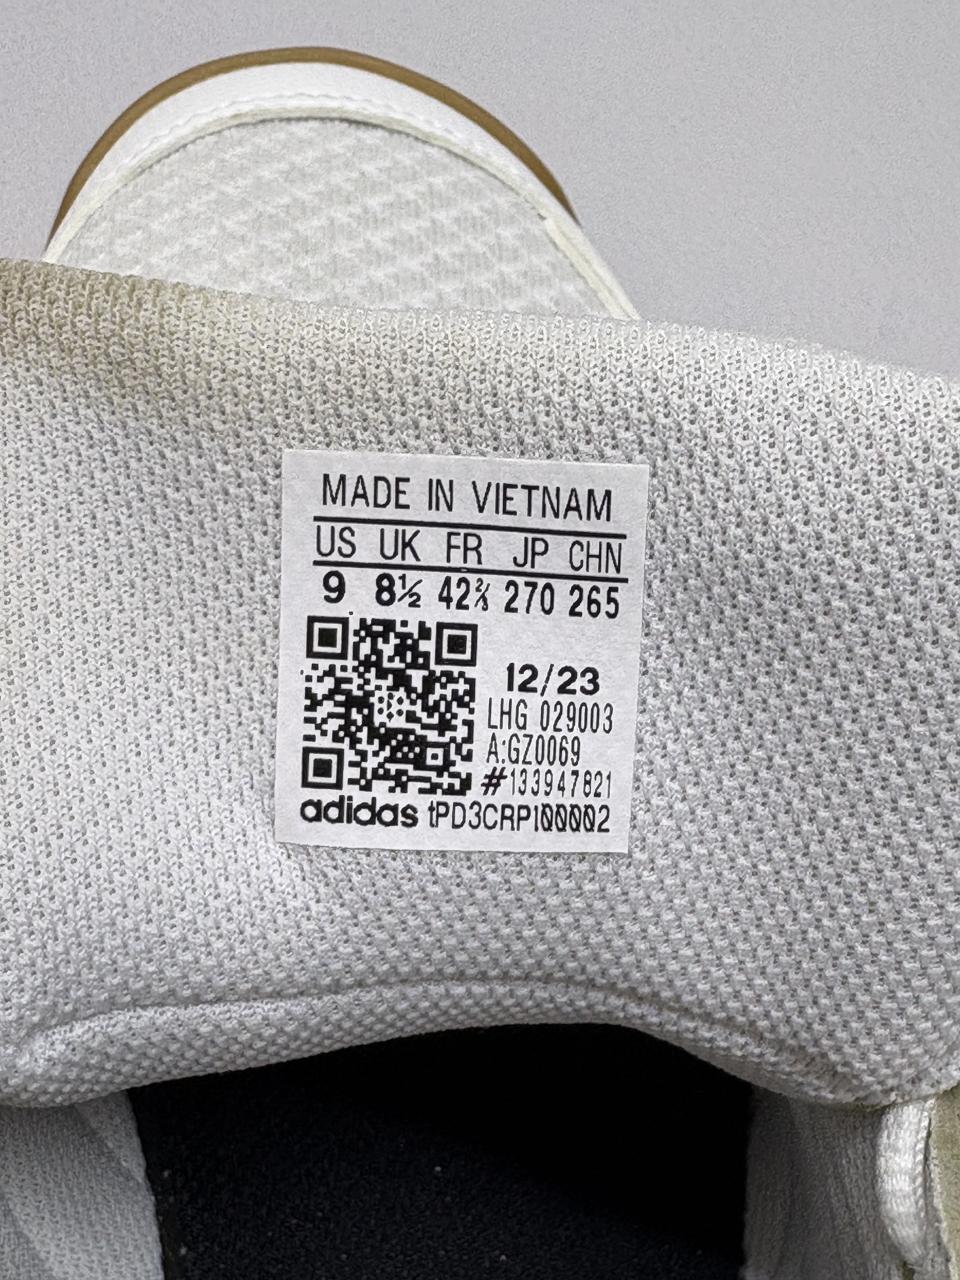 MADE IN VIETNAM
US UK FR JP CHN
9 8½ 42⅔ 270 265
12/23
LHG 029003
A:GZ0069
#133947821
adidas tPD3CRP100002